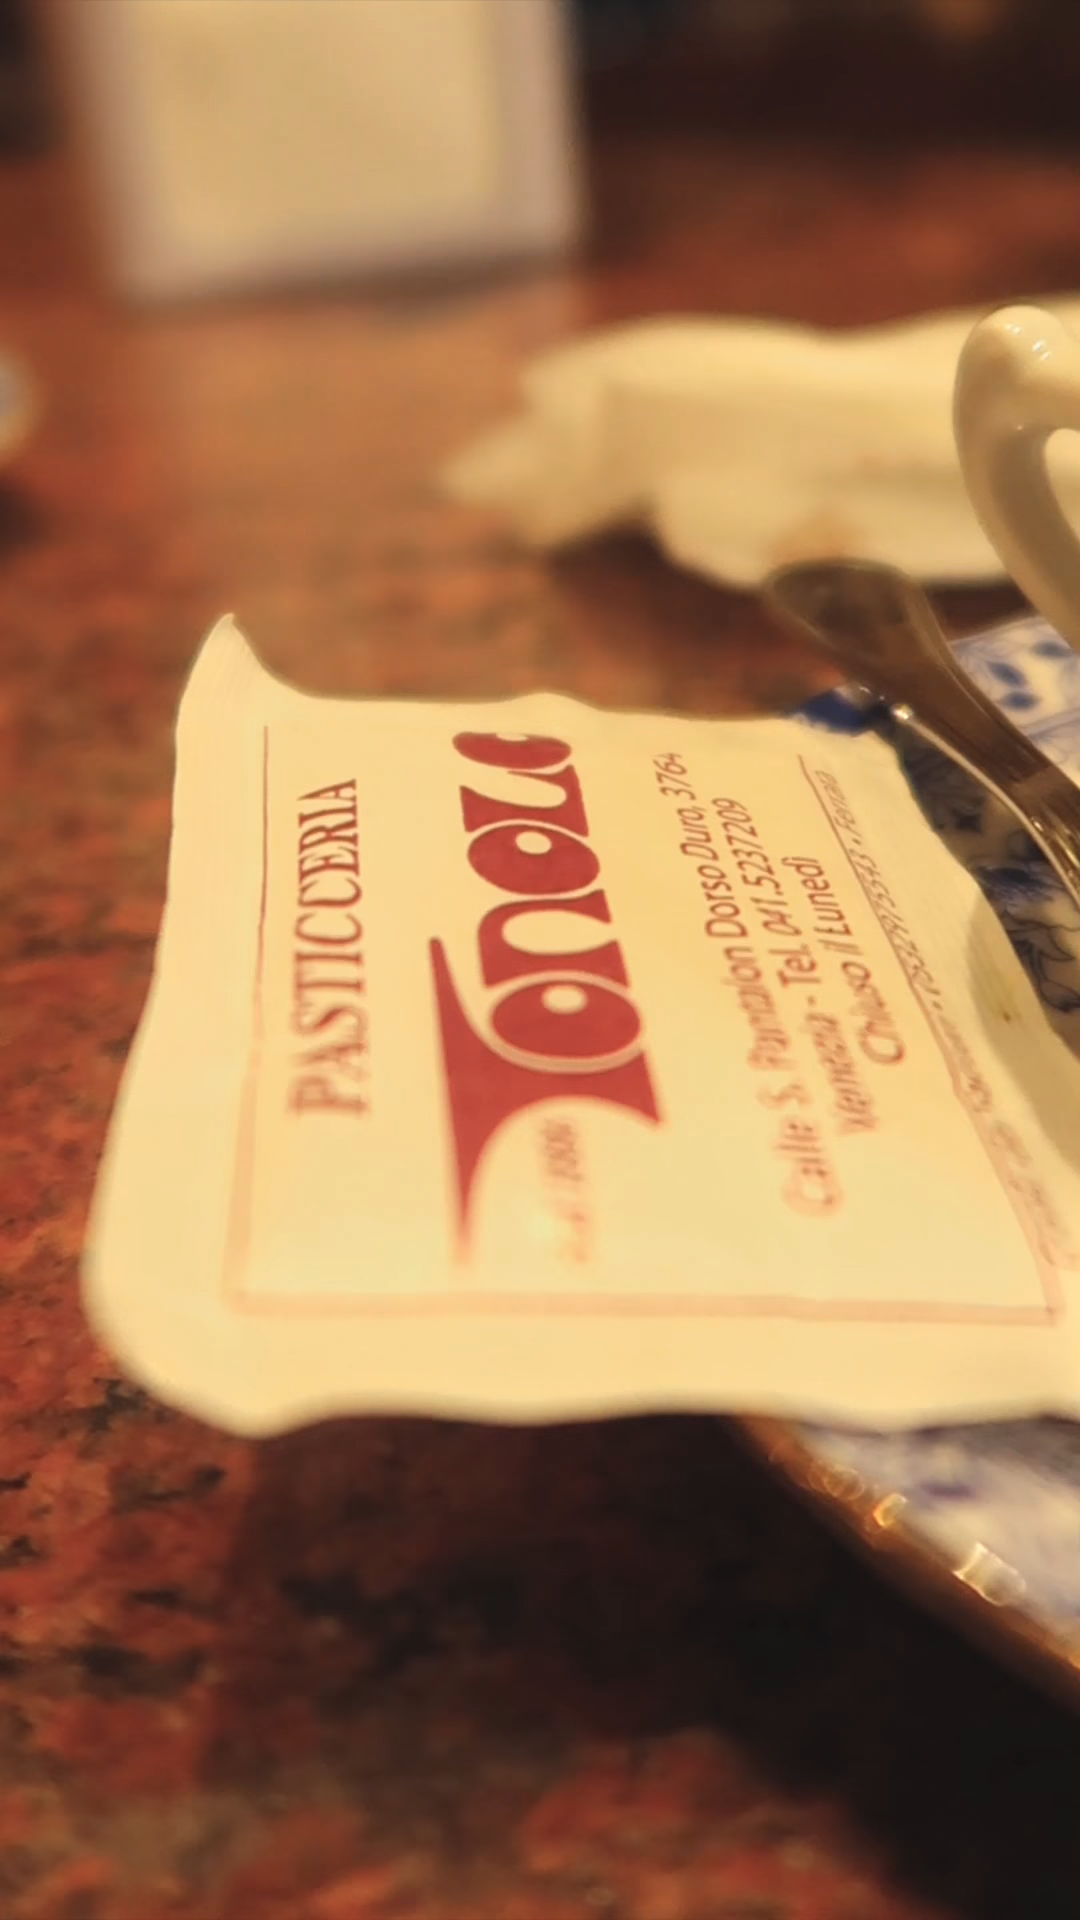 PASTICCERIA
Tonolo
Calle S. Pantalon Dorso Duro, 3764
Venezia - Tel. 041.5237209
Chiuso il Lunedì